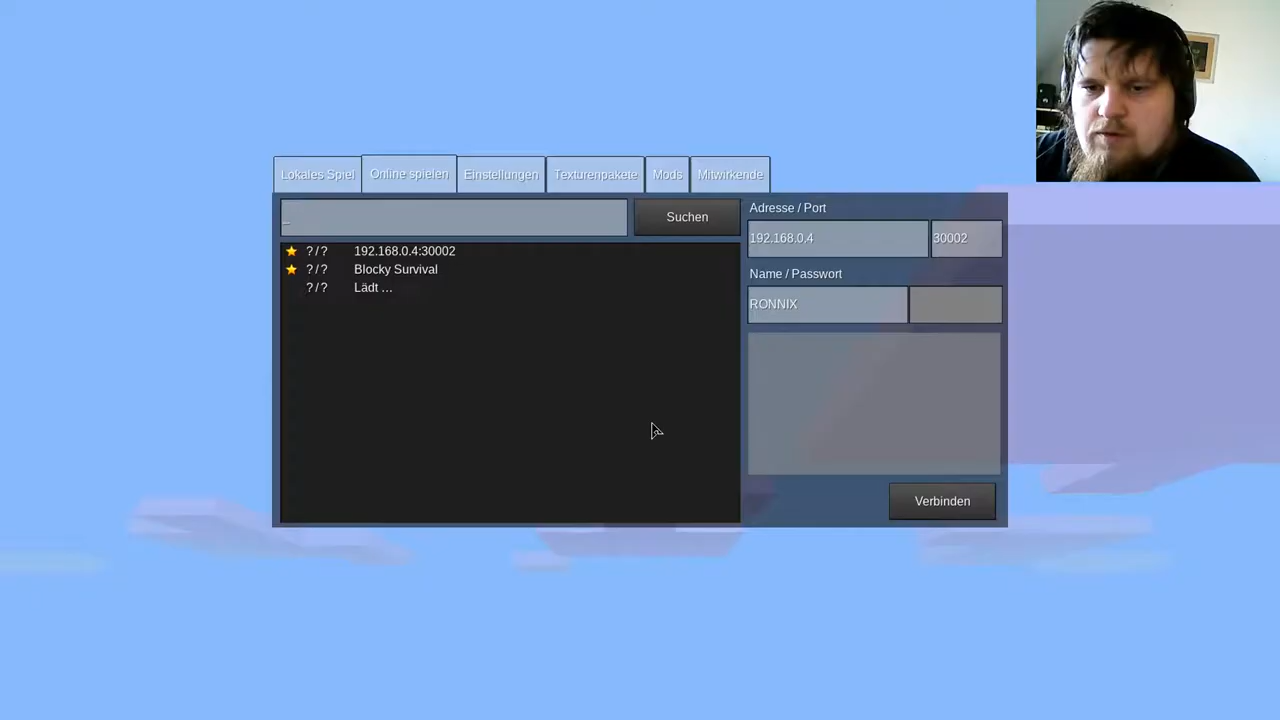 Lokales Spiel Online spielen Einstellungen Texturenpakete Mods Mitwirkende
_ Suchen
Adresse / Port
192.168.0.4 30002
Name / Passwort
RONNIX
? / ? 192.168.0.4:30002
? / ? Blocky Survival
? / ? Lädt ...
Verbinden